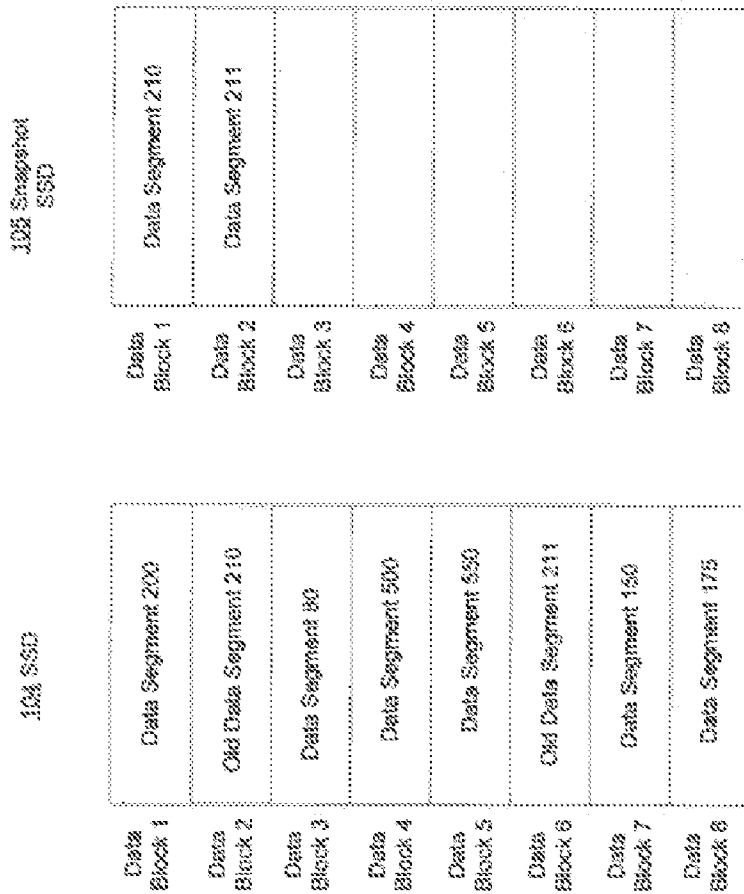 104 SSD
Data
Block 1
Data Segment 200
Data
Block 2
Old Data Segment 210
Data
Block 3
Data Segment 80
Data
Block 4
Data Segment 500
Data
Block 5
Data Segment 550
Data
Block 6
Old Data Segment 211
Data
Block 7
Data Segment 150
Data
Block 8
Data Segment 175
105 Snapshot
SSD
Data
Block 1
Data Segment 210
Data
Block 2
Data Segment 211
Data
Block 3
Data
Block 4
Data
Block 5
Data
Block 6
Data
Block 7
Data
Block 8